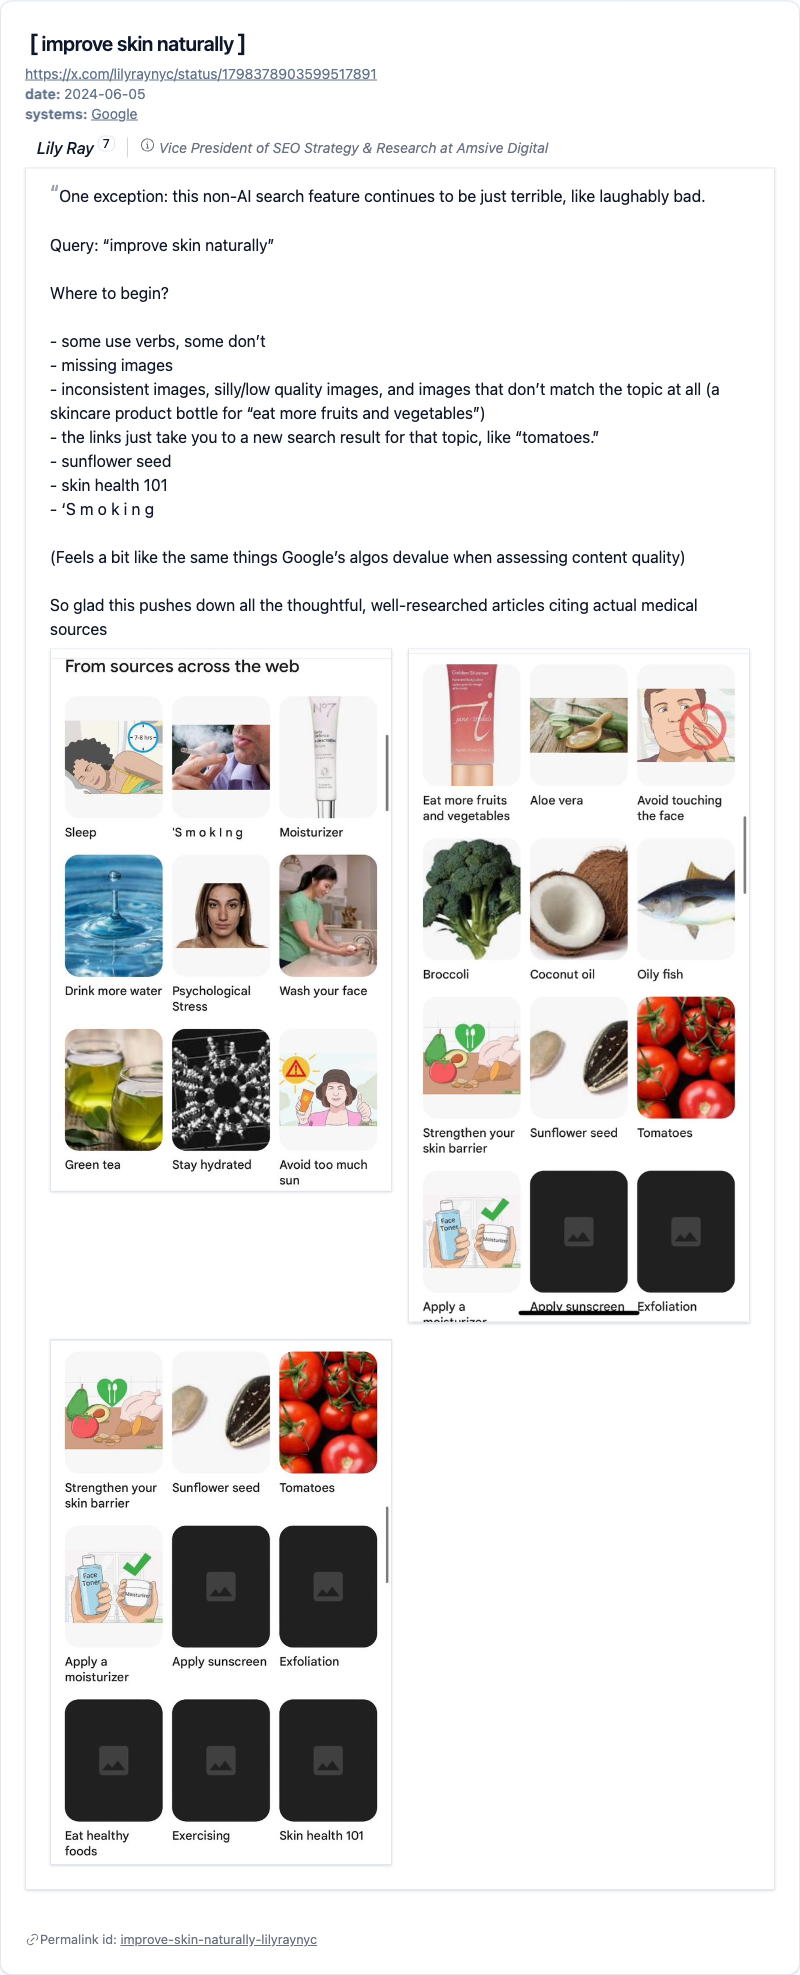 [ improve skin naturally ]
https://x.com/lilyraynyc/status/1798378903599517891
date: 2024-06-05
systems: Google
Lily Ray 7
Vice President of SEO Strategy & Research at Amsive Digital
“One exception: this non-AI search feature continues to be just terrible, like laughably bad.
Query: “improve skin naturally”
Where to begin?
- some use verbs, some don’t
- missing images
- inconsistent images, silly/low quality images, and images that don’t match the topic at all (a
skincare product bottle for “eat more fruits and vegetables”)
- the links just take you to a new search result for that topic, like “tomatoes.”
- sunflower seed
- skin health 101
- ‘S m o k i n g
(Feels a bit like the same things Google’s algos devalue when assessing content quality)
So glad this pushes down all the thoughtful, well-researched articles citing actual medical
sources
From sources across the web
7-8 hrs
Nº7
Sleep
'S m o k I n g
Moisturizer
Drink more water
Psychological
Stress
Wash your face
Green tea
Stay hydrated
Avoid too much
sun
jane iredale
Eat more fruits
and vegetables
Aloe vera
Avoid touching
the face
Broccoli
Coconut oil
Oily fish
Strengthen your
skin barrier
Sunflower seed
Tomatoes
Face
Toner
Moisturizer
Apply a
moisturizer
Apply sunscreen
Exfoliation
Strengthen your
skin barrier
Sunflower seed
Tomatoes
Face
Toner
Moisturizer
Apply a
moisturizer
Apply sunscreen
Exfoliation
Eat healthy
foods
Exercising
Skin health 101
Permalink id: improve-skin-naturally-lilyraynyc